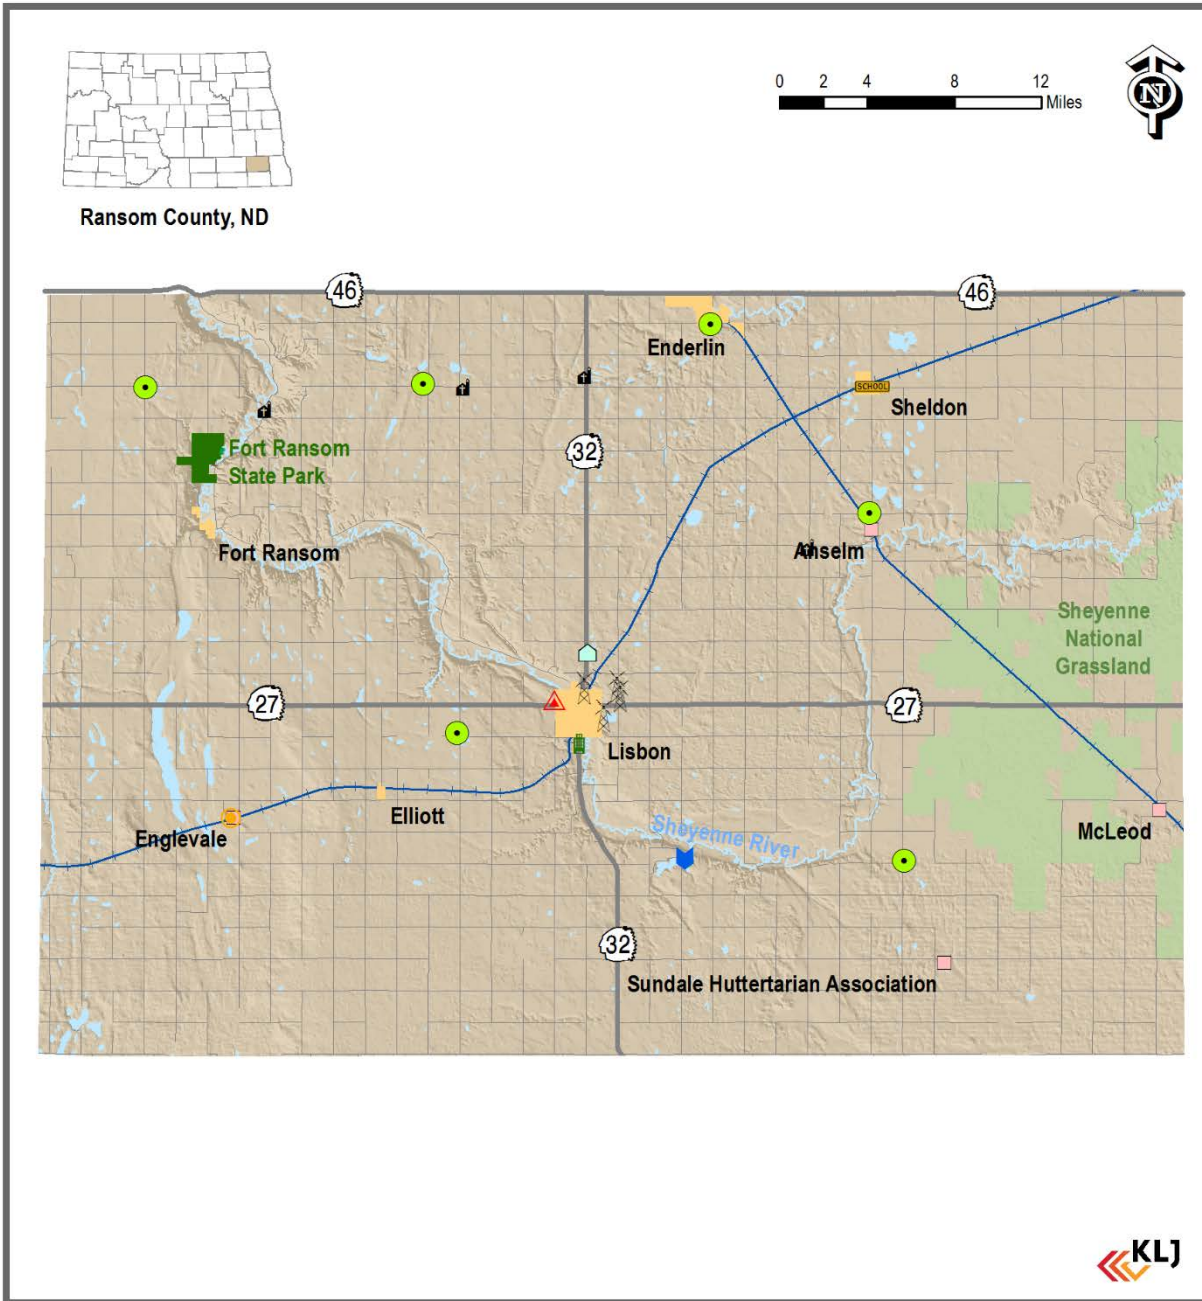 0 2 4 8 12
Miles
N
Ransom County, ND
46
46
Enderlin
SCHOOL
Sheldon
32
Fort Ransom
State Park
Fort Ransom
Anselm
Sheyenne
National
Grassland
27
27
Lisbon
Elliott
Englevale
Sheyenne River
McLeod
32
Sundale Huttertarian Association
KLJ